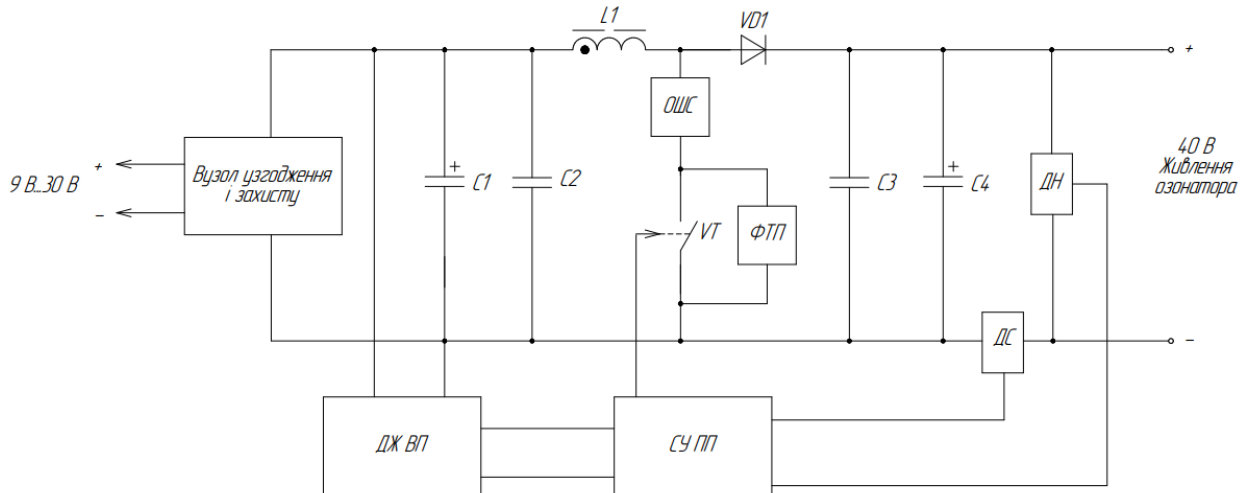 L1
VD1
ОШС
+
9 В...30 В
–
Вузол узгодження
і захисту
+
C1
C2
VT
ФТП
C3
+
C4
ДН
+
40 В
Живлення
озонатора
–
ДС
ДЖ ВП
СУ ПП